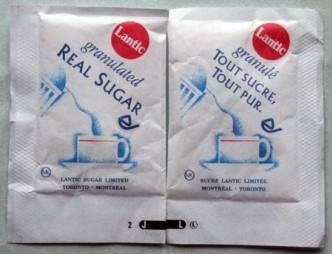 Lantic
granulated
REAL SUGAR
LANTIC SUGAR LIMITED
TORONTO • MONTRÉAL
Lantic
granulé
TOUT SUCRE,
TOUT PUR.
SUCRE LANTIC LIMITÉE
MONTRÉAL • TORONTO
2